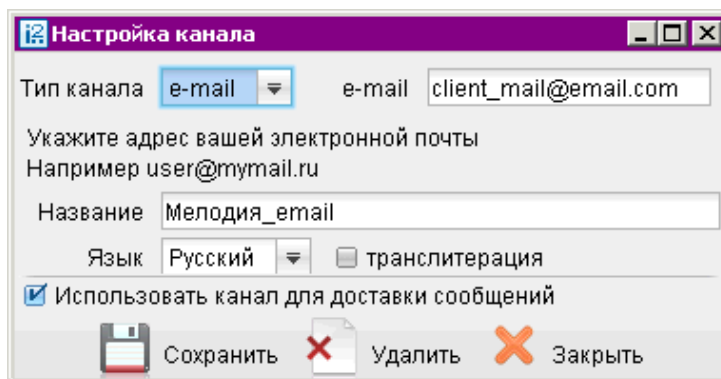 i2 Настройка канала
Тип канала e-mail e-mail client_mail@email.com
Укажите адрес вашей электронной почты
Например user@mymail.ru
Название Мелодия_email
Язык Русский транслитерация
Использовать канал для доставки сообщений
Сохранить Удалить Закрыть